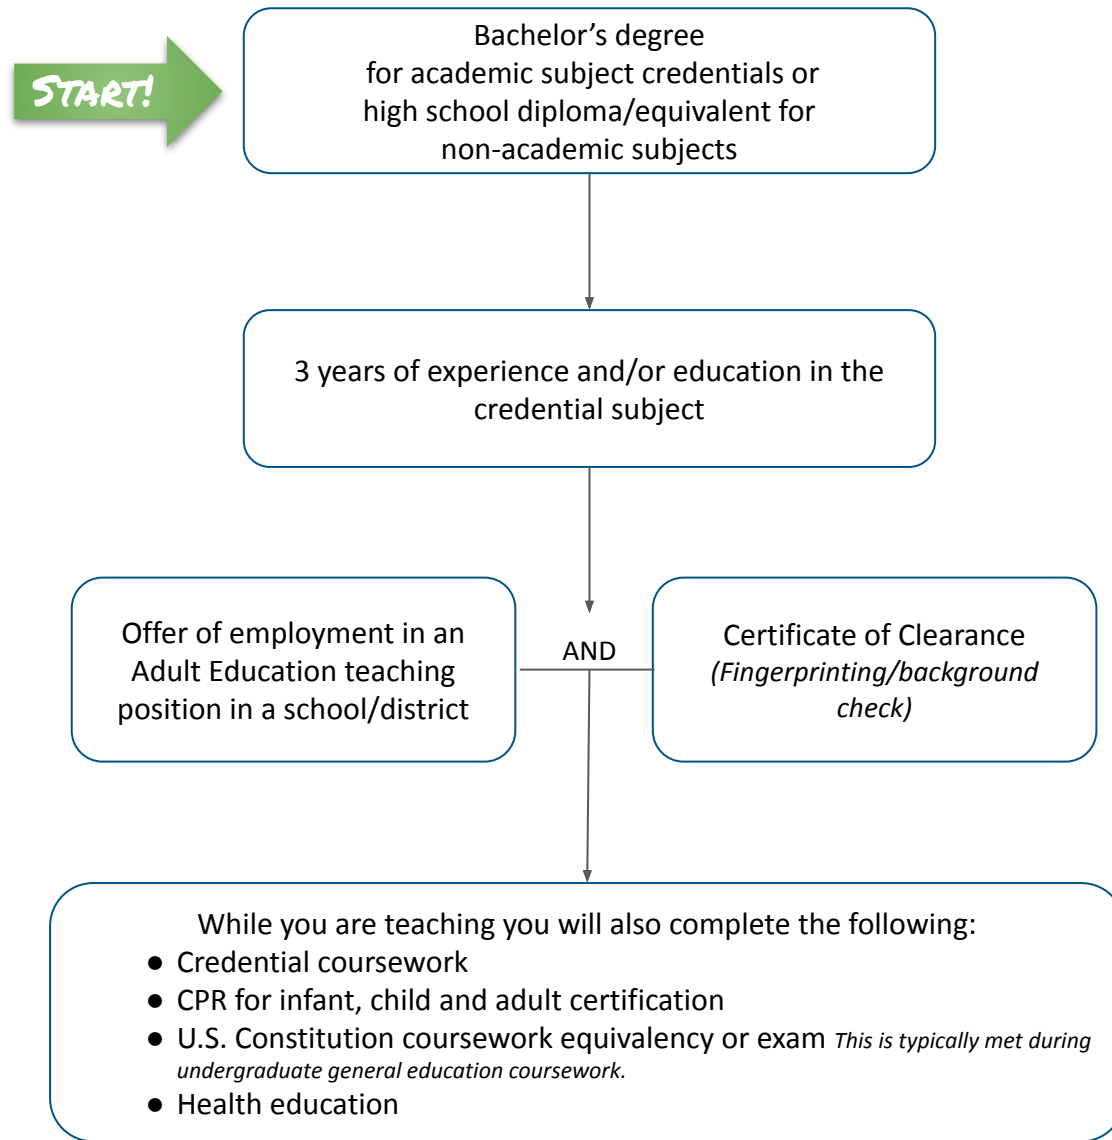 START!
Bachelor’s degree
for academic subject credentials or
high school diploma/equivalent for
non-academic subjects
3 years of experience and/or education in the
credential subject
Offer of employment in an
Adult Education teaching
position in a school/district
AND
Certificate of Clearance
(Fingerprinting/background
check)
While you are teaching you will also complete the following:
● Credential coursework
● CPR for infant, child and adult certification
● U.S. Constitution coursework equivalency or exam This is typically met during
undergraduate general education coursework.
● Health education